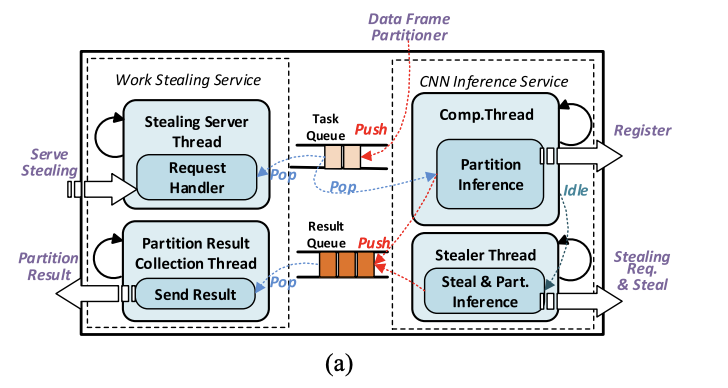 Data Frame
Partitioner
Work Stealing Service
CNN Inference Service
Stealing Server
Thread
Request
Handler
Serve
Stealing
Task
Queue
Push
Pop
Pop
Comp.Thread
Partition
Inference
Register
Idle
Partition Result
Collection Thread
Send Result
Partition
Result
Result
Queue
Push
Pop
Stealer Thread
Steal & Part.
Inference
Stealing
Req.
& Steal
(a)